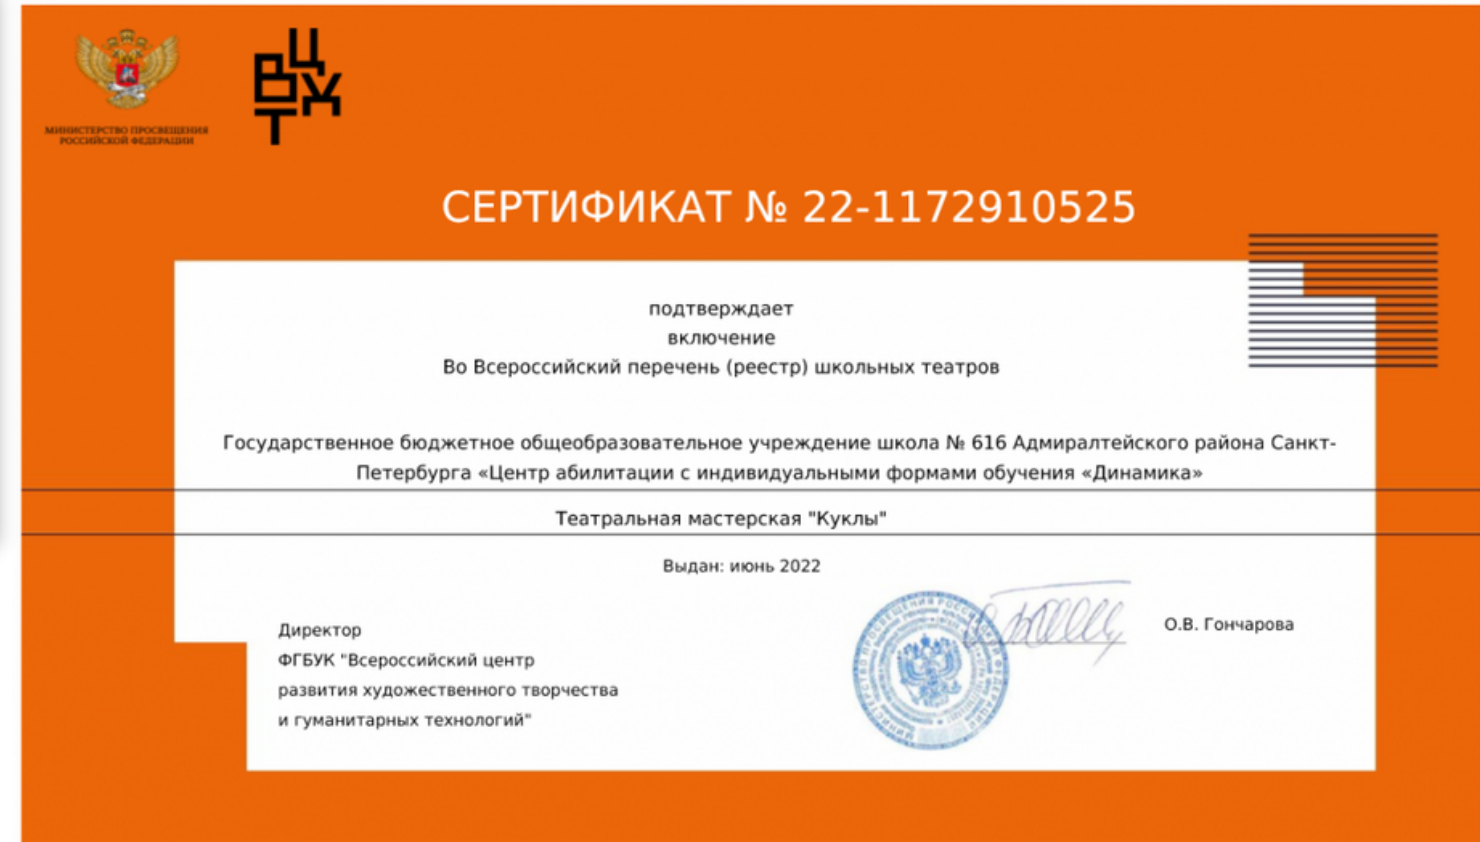 МИНИСТЕРСТВО ПРОСВЕЩЕНИЯ
РОССИЙСКОЙ ФЕДЕРАЦИИ
ВЦХТ
СЕРТИФИКАТ № 22-1172910525
подтверждает
включение
Во Всероссийский перечень (реестр) школьных театров
Государственное бюджетное общеобразовательное учреждение школа № 616 Адмиралтейского района Санкт-
Петербурга «Центр абилитации с индивидуальными формами обучения «Динамика»
Театральная мастерская "Куклы"
Выдан: июнь 2022
Директор
ФГБУК "Всероссийский центр
развития художественного творчества
и гуманитарных технологий"
О.В. Гончарова